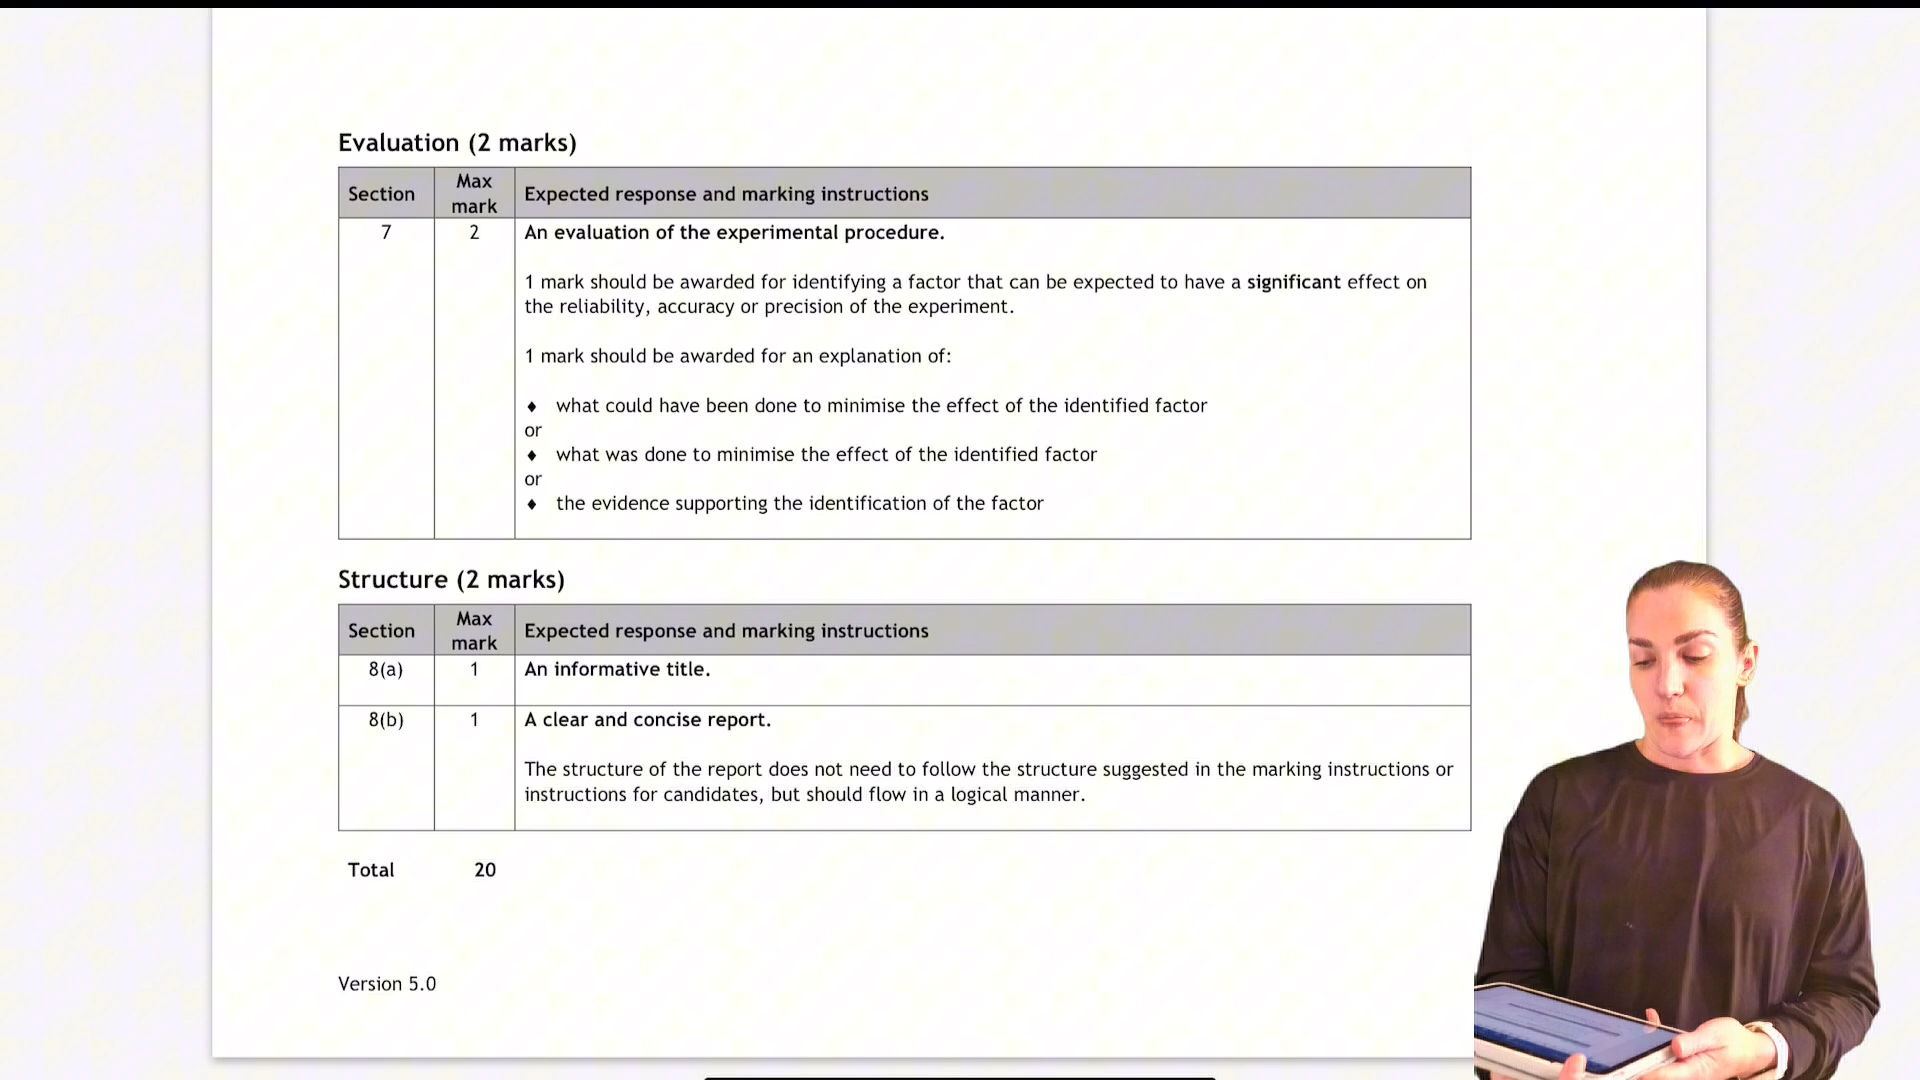 Evaluation (2 marks)
Section
Max
mark
Expected response and marking instructions
7
2
An evaluation of the experimental procedure.
1 mark should be awarded for identifying a factor that can be expected to have a significant effect on
the reliability, accuracy or precision of the experiment.
1 mark should be awarded for an explanation of:
♦ what could have been done to minimise the effect of the identified factor
or
♦ what was done to minimise the effect of the identified factor
or
♦ the evidence supporting the identification of the factor
Structure (2 marks)
Section
Max
mark
Expected response and marking instructions
8(a)
1
An informative title.
8(b)
1
A clear and concise report.
The structure of the report does not need to follow the structure suggested in the marking instructions or
instructions for candidates, but should flow in a logical manner.
Total 20
Version 5.0